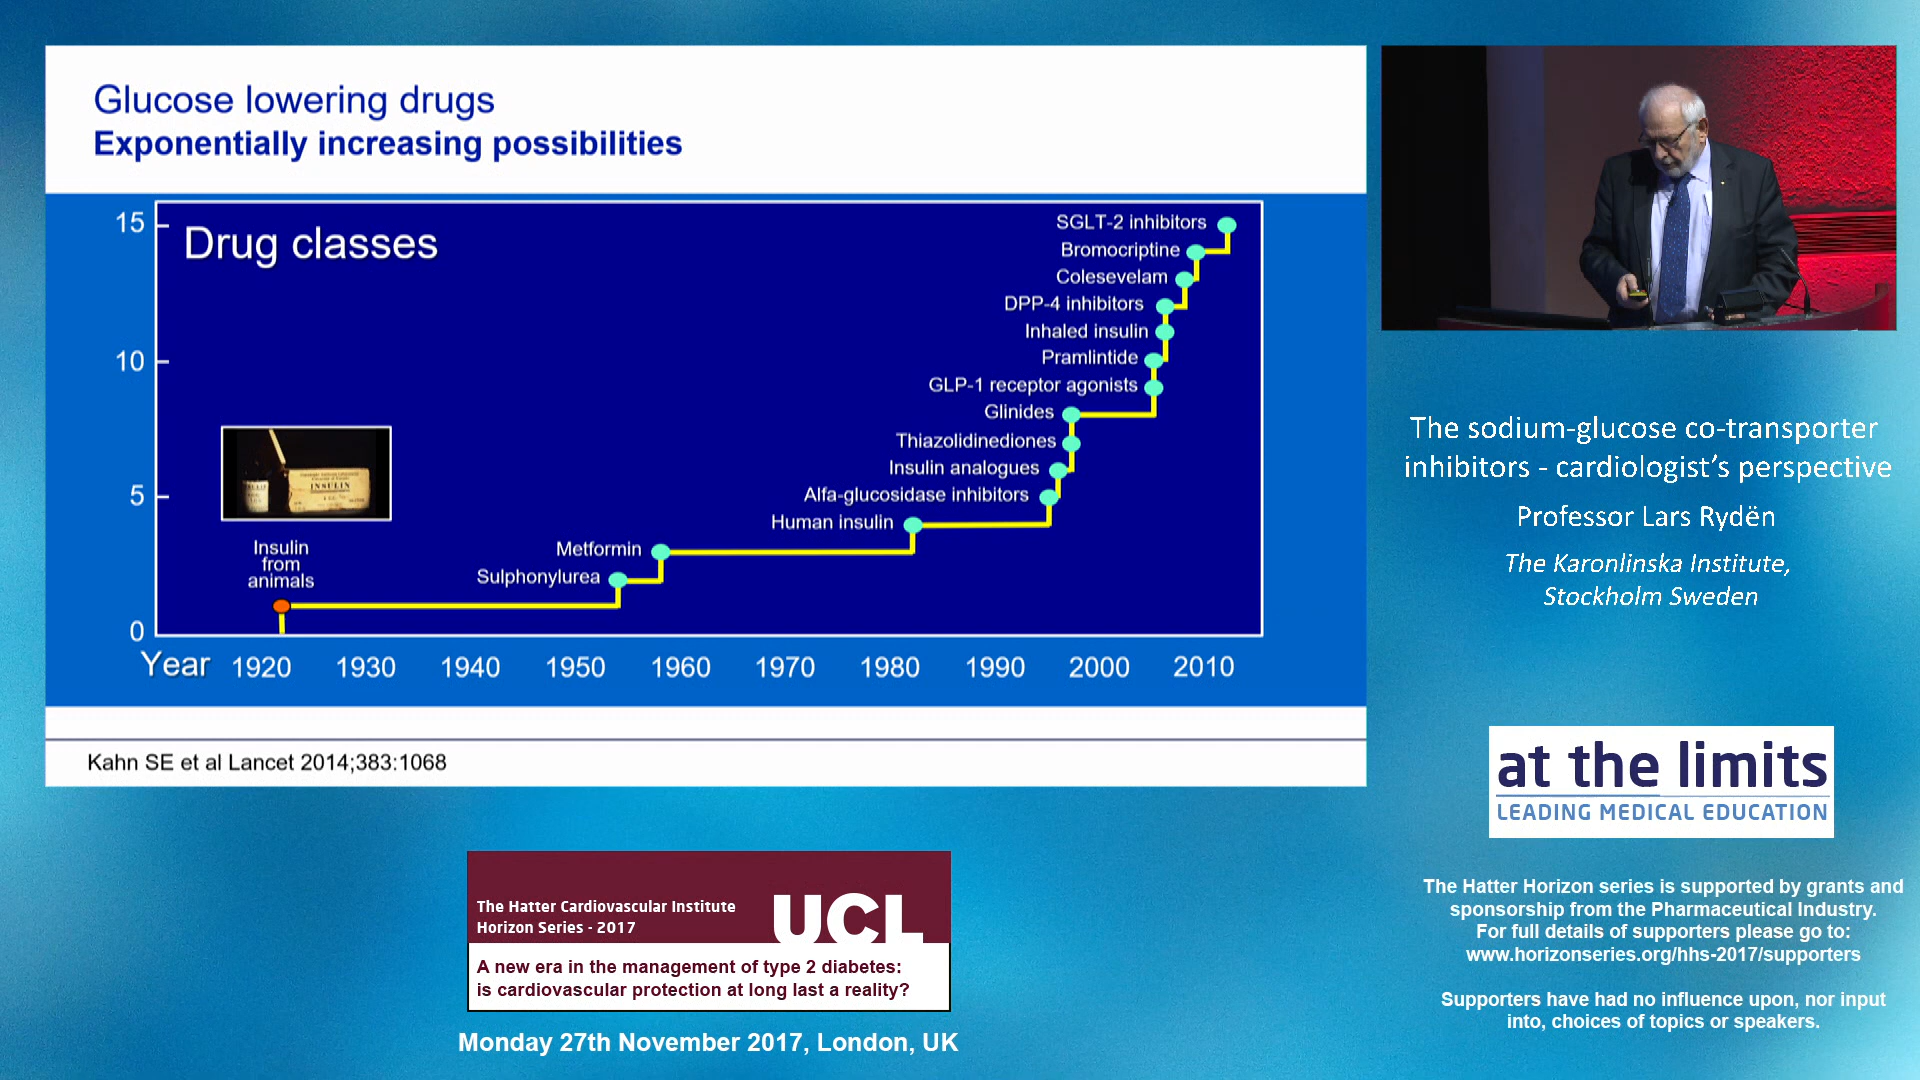 Glucose lowering drugs
Exponentially increasing possibilities
Drug classes
15
10
5
0
SGLT-2 inhibitors
Bromocriptine
Colesevelam
DPP-4 inhibitors
Inhaled insulin
Pramlintide
GLP-1 receptor agonists
Glinides
Thiazolidinediones
Insulin analogues
Alfa-glucosidase inhibitors
Human insulin
Metformin
Sulphonylurea
INSULIN
Insulin
from
animals
Year 1920 1930 1940 1950 1960 1970 1980 1990 2000 2010
Kahn SE et al Lancet 2014;383:1068
The sodium-glucose co-transporter
inhibitors - cardiologist's perspective
Professor Lars Rydën
The Karonlinska Institute,
Stockholm Sweden
at the limits
LEADING MEDICAL EDUCATION
The Hatter Horizon series is supported by grants and
sponsorship from the Pharmaceutical Industry.
For full details of supporters please go to:
www.horizonseries.org/hhs-2017/supporters
Supporters have had no influence upon, nor input
into, choices of topics or speakers.
The Hatter Cardiovascular Institute
Horizon Series - 2017
UCL
A new era in the management of type 2 diabetes:
is cardiovascular protection at long last a reality?
Monday 27th November 2017, London, UK